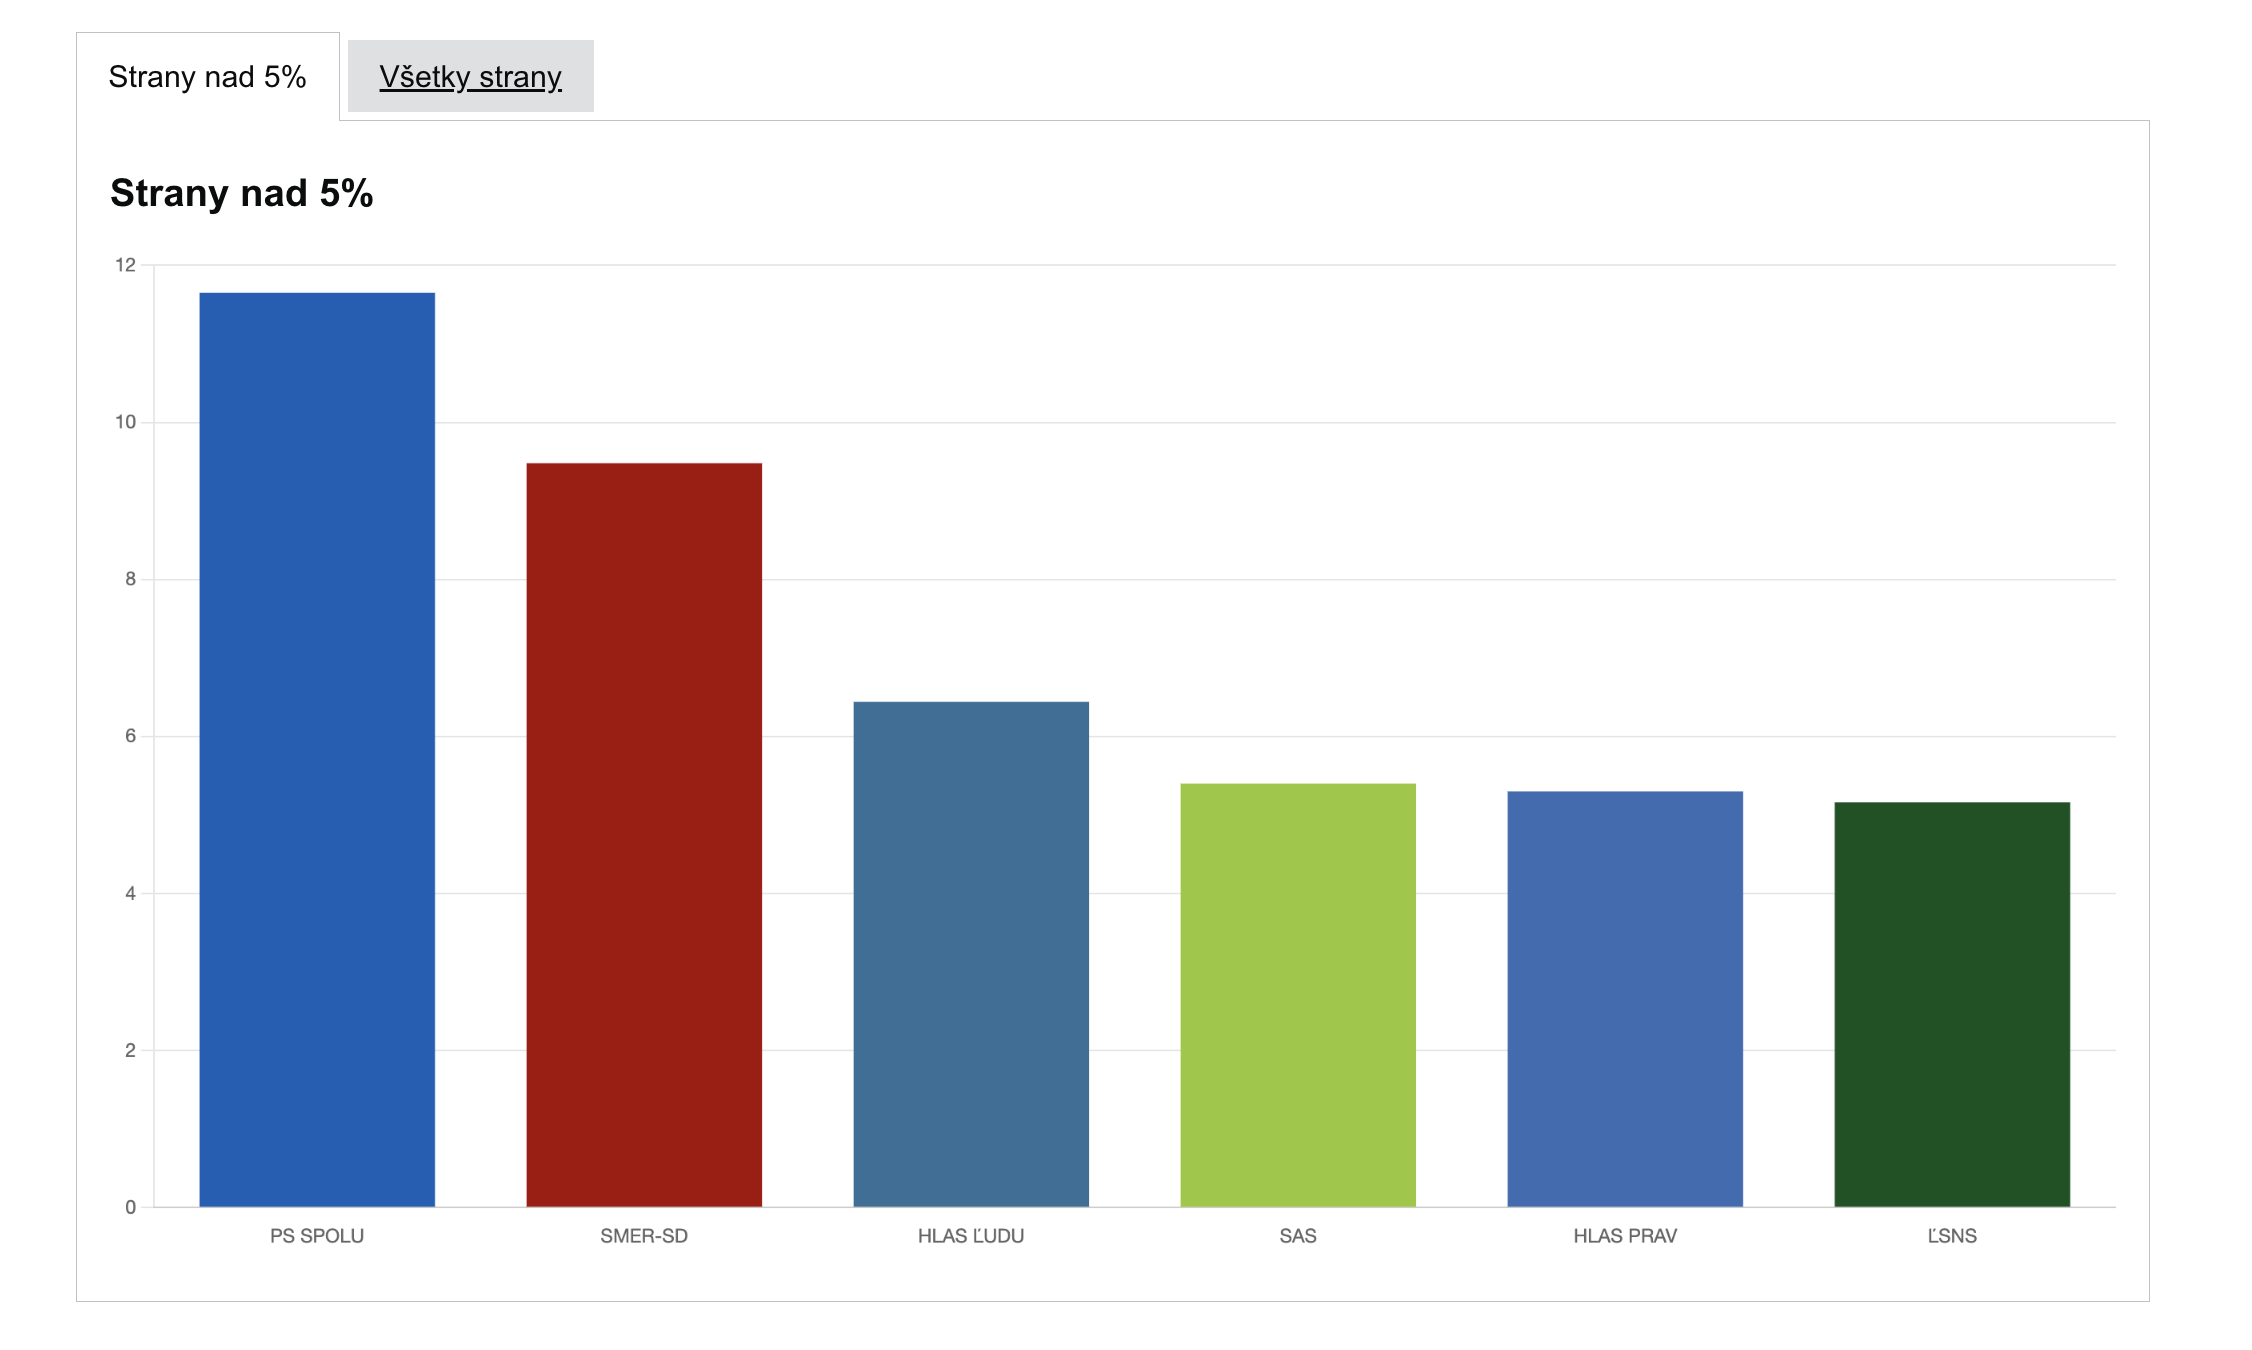 Strany nad 5%
Všetky strany
Strany nad 5%
12
10
8
6
4
2
0
PS SPOLU
SMER-SD
HLAS ĽUDU
SAS
HLAS PRAV
ĽSNS